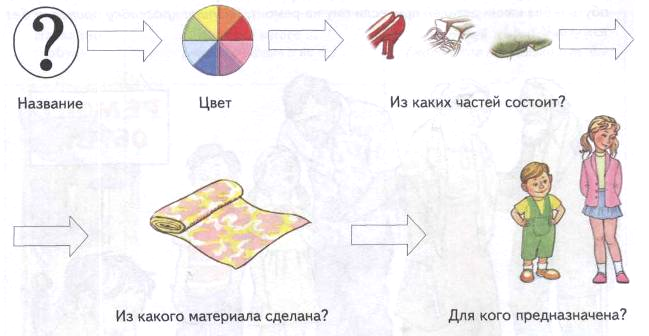 ?
Название
Цвет
Из каких частей состоит?
Из какого материала сделана?
Для кого предназначена?